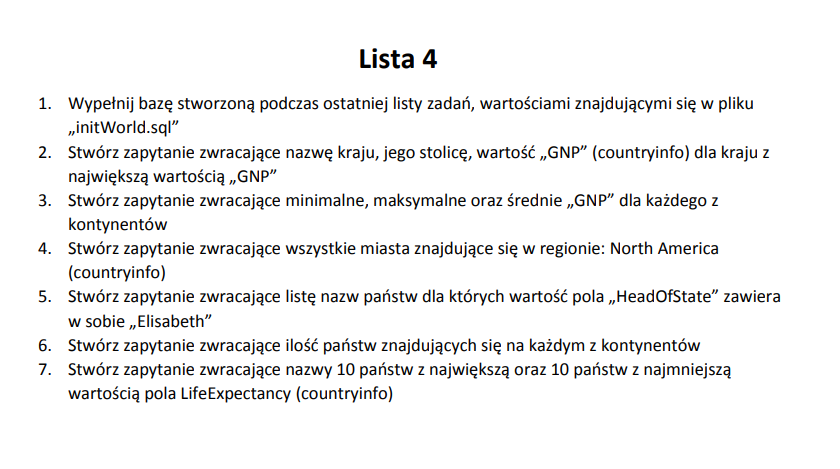 Lista 4
1. Wypełnij bazę stworzoną podczas ostatniej listy zadań, wartościami znajdującymi się w pliku
„initWorld.sql”
2. Stwórz zapytanie zwracające nazwę kraju, jego stolicę, wartość „GNP” (countryinfo) dla kraju z
największą wartością „GNP”
3. Stwórz zapytanie zwracające minimalne, maksymalne oraz średnie „GNP” dla każdego z
kontynentów
4. Stwórz zapytanie zwracające wszystkie miasta znajdujące się w regionie: North America
(countryinfo)
5. Stwórz zapytanie zwracające listę nazw państw dla których wartość pola „HeadOfState” zawiera
w sobie „Elisabeth”
6. Stwórz zapytanie zwracające ilość państw znajdujących się na każdym z kontynentów
7. Stwórz zapytanie zwracające nazwy 10 państw z największą oraz 10 państw z najmniejszą
wartością pola LifeExpectancy (countryinfo)